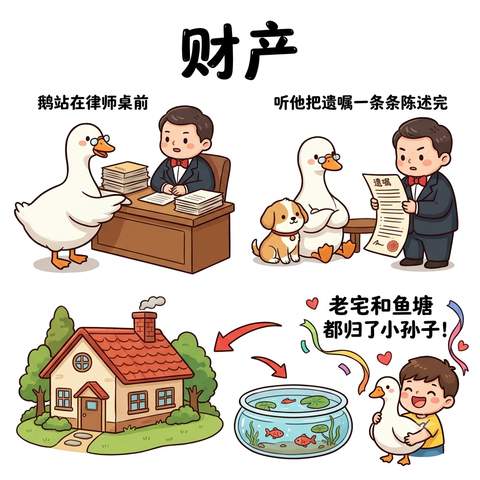 财产
鹅站在律师桌前
听他把遗嘱一条条陈述完
遗嘱
老宅和鱼塘
都归了小孙子！